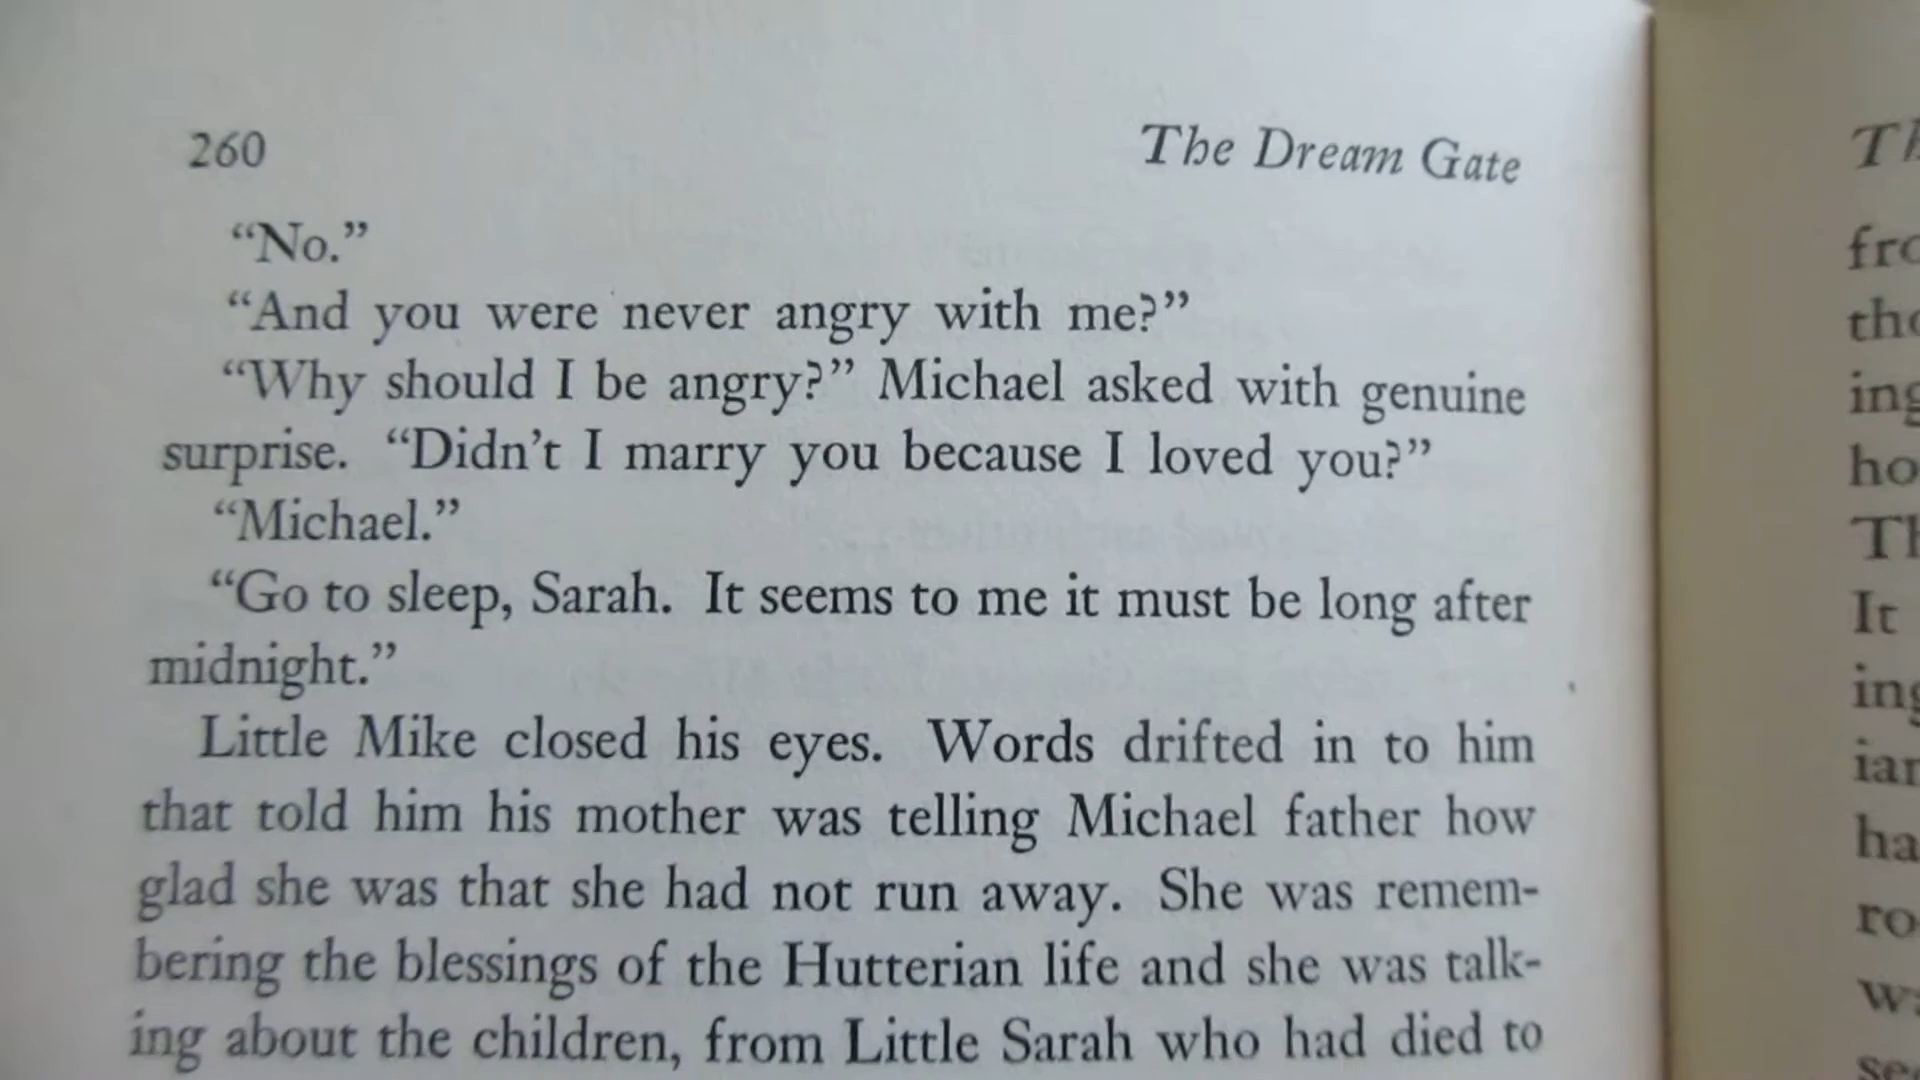 260 The Dream Gate
“No.”
“And you were never angry with me?”
“Why should I be angry?” Michael asked with genuine
surprise. “Didn’t I marry you because I loved you?”
“Michael.”
“Go to sleep, Sarah. It seems to me it must be long after
midnight.”
Little Mike closed his eyes. Words drifted in to him
that told him his mother was telling Michael father how
glad she was that she had not run away. She was remem-
bering the blessings of the Hutterian life and she was talk-
ing about the children, from Little Sarah who had died to
It